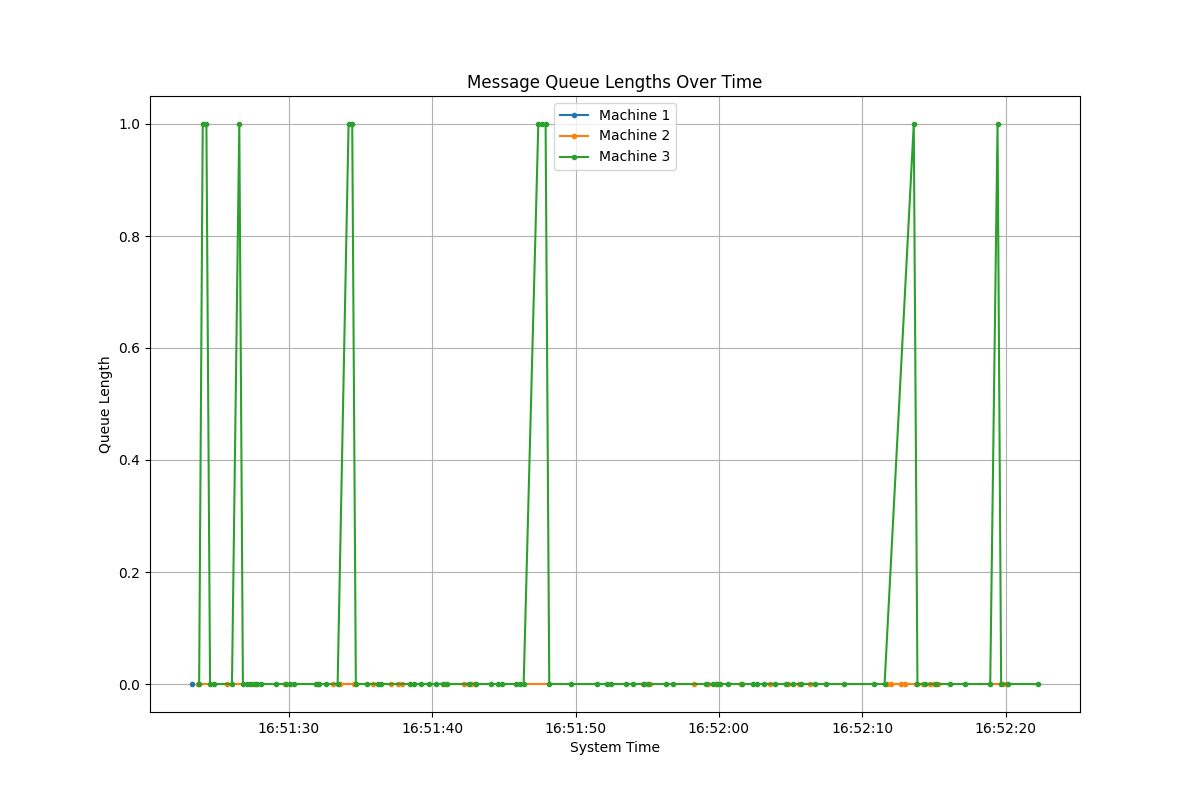 Message Queue Lengths Over Time
Machine 1
Machine 2
Machine 3
1.0
0.8
0.6
0.4
0.2
0.0
Queue Length
16:51:30 16:51:40 16:51:50 16:52:00 16:52:10 16:52:20
System Time